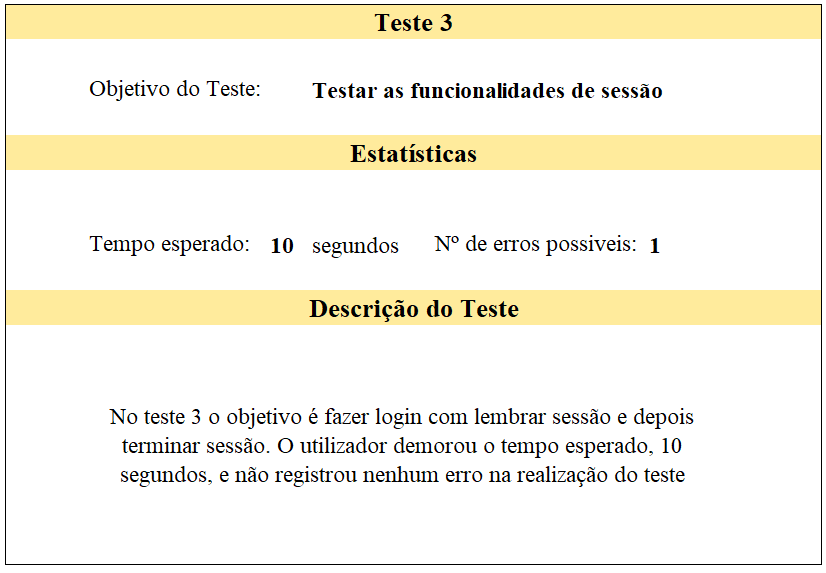 Teste 3
Objetivo do Teste: Testar as funcionalidades de sessão
Estatísticas
Tempo esperado: 10 segundos Nº de erros possiveis: 1
Descrição do Teste
No teste 3 o objetivo é fazer login com lembrar sessão e depois
terminar sessão. O utilizador demorou o tempo esperado, 10
segundos, e não registrou nenhum erro na realização do teste